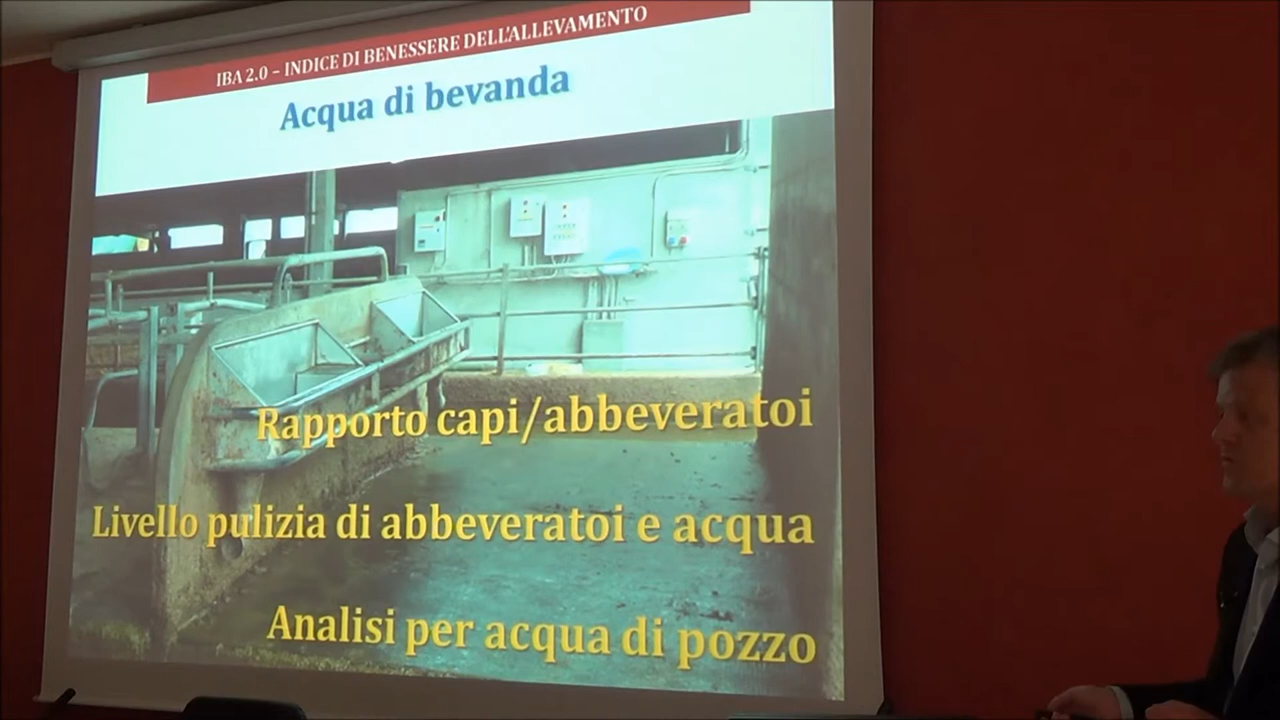 IBA 2.0 – INDICE DI BENESSERE DELL'ALLEVAMENTO
Acqua di bevanda
Rapporto capi/abbeveratoi
Livello pulizia di abbeveratoi e acqua
Analisi per acqua di pozzo